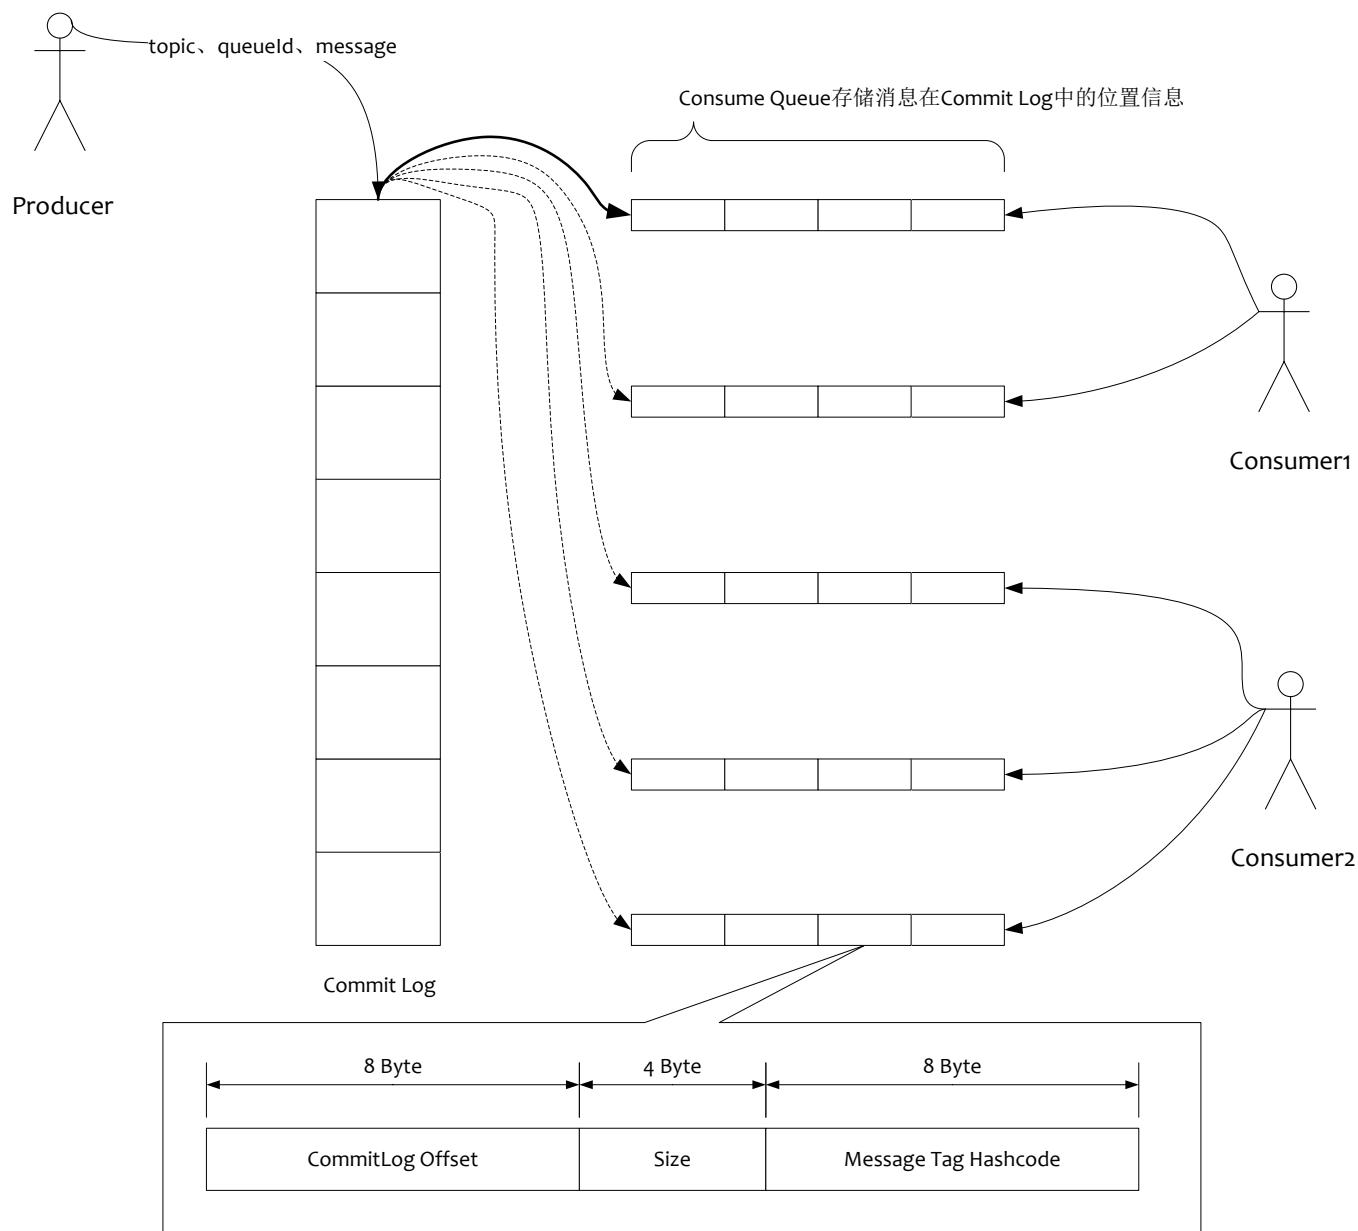 topic、queueId、message
Consume Queue存储消息在Commit Log中的位置信息
Producer
Consumer1
Consumer2
Commit Log
8 Byte
4 Byte
8 Byte
CommitLog Offset
Size
Message Tag Hashcode